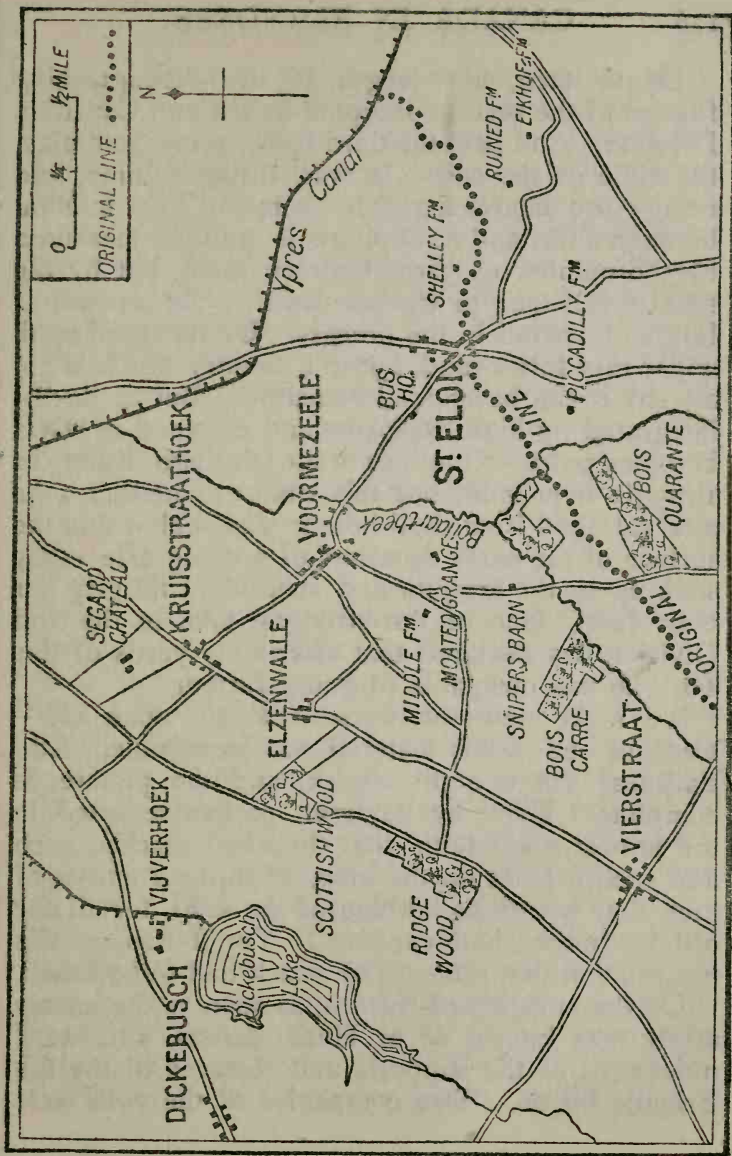 0 ¼ ½ MILE
ORIGINAL LINE
N
DICKEBUSCH
VIJVERHOEK
SEGARD
CHATEAU
KRUISSTRAATHOEK
Ypres Canal
Dickebusch
Lake
SCOTTISH WOOD
ELZENWALLE
VOORMEZEELE
BUS HO.
Bollaartbeek
Sᵗ ELOI
SHELLEY Fᴹ
RUINED Fᴹ
EIKHOF Fᴹ
RIDGE
WOOD
MIDDLE Fᴹ
MOATED GRANGE
SNIPERS BARN
BOIS
CARRE
PICCADILLY Fᴹ
VIERSTRAAT
ORIGINAL LINE
BOIS
QUARANTE